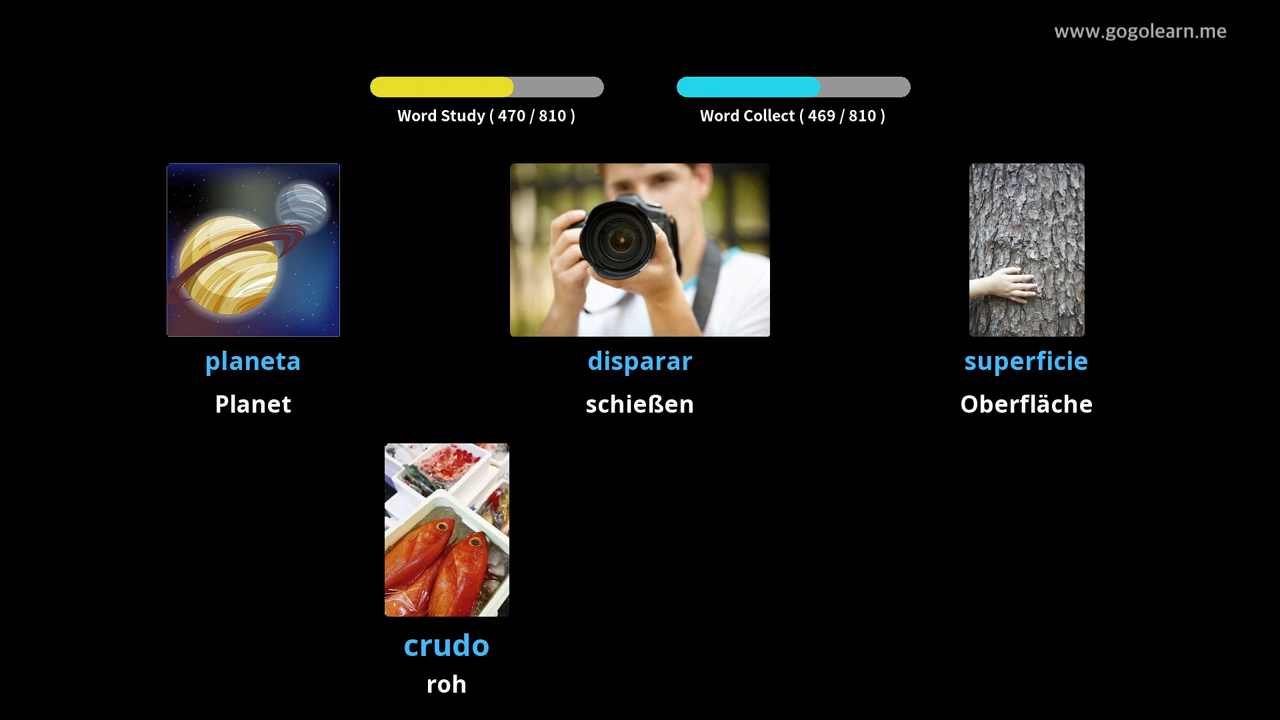 www.gogolearn.me
Word Study ( 470 / 810 )
Word Collect ( 469 / 810 )
planeta
disparar
superficie
Planet
schießen
Oberfläche
crudo
roh